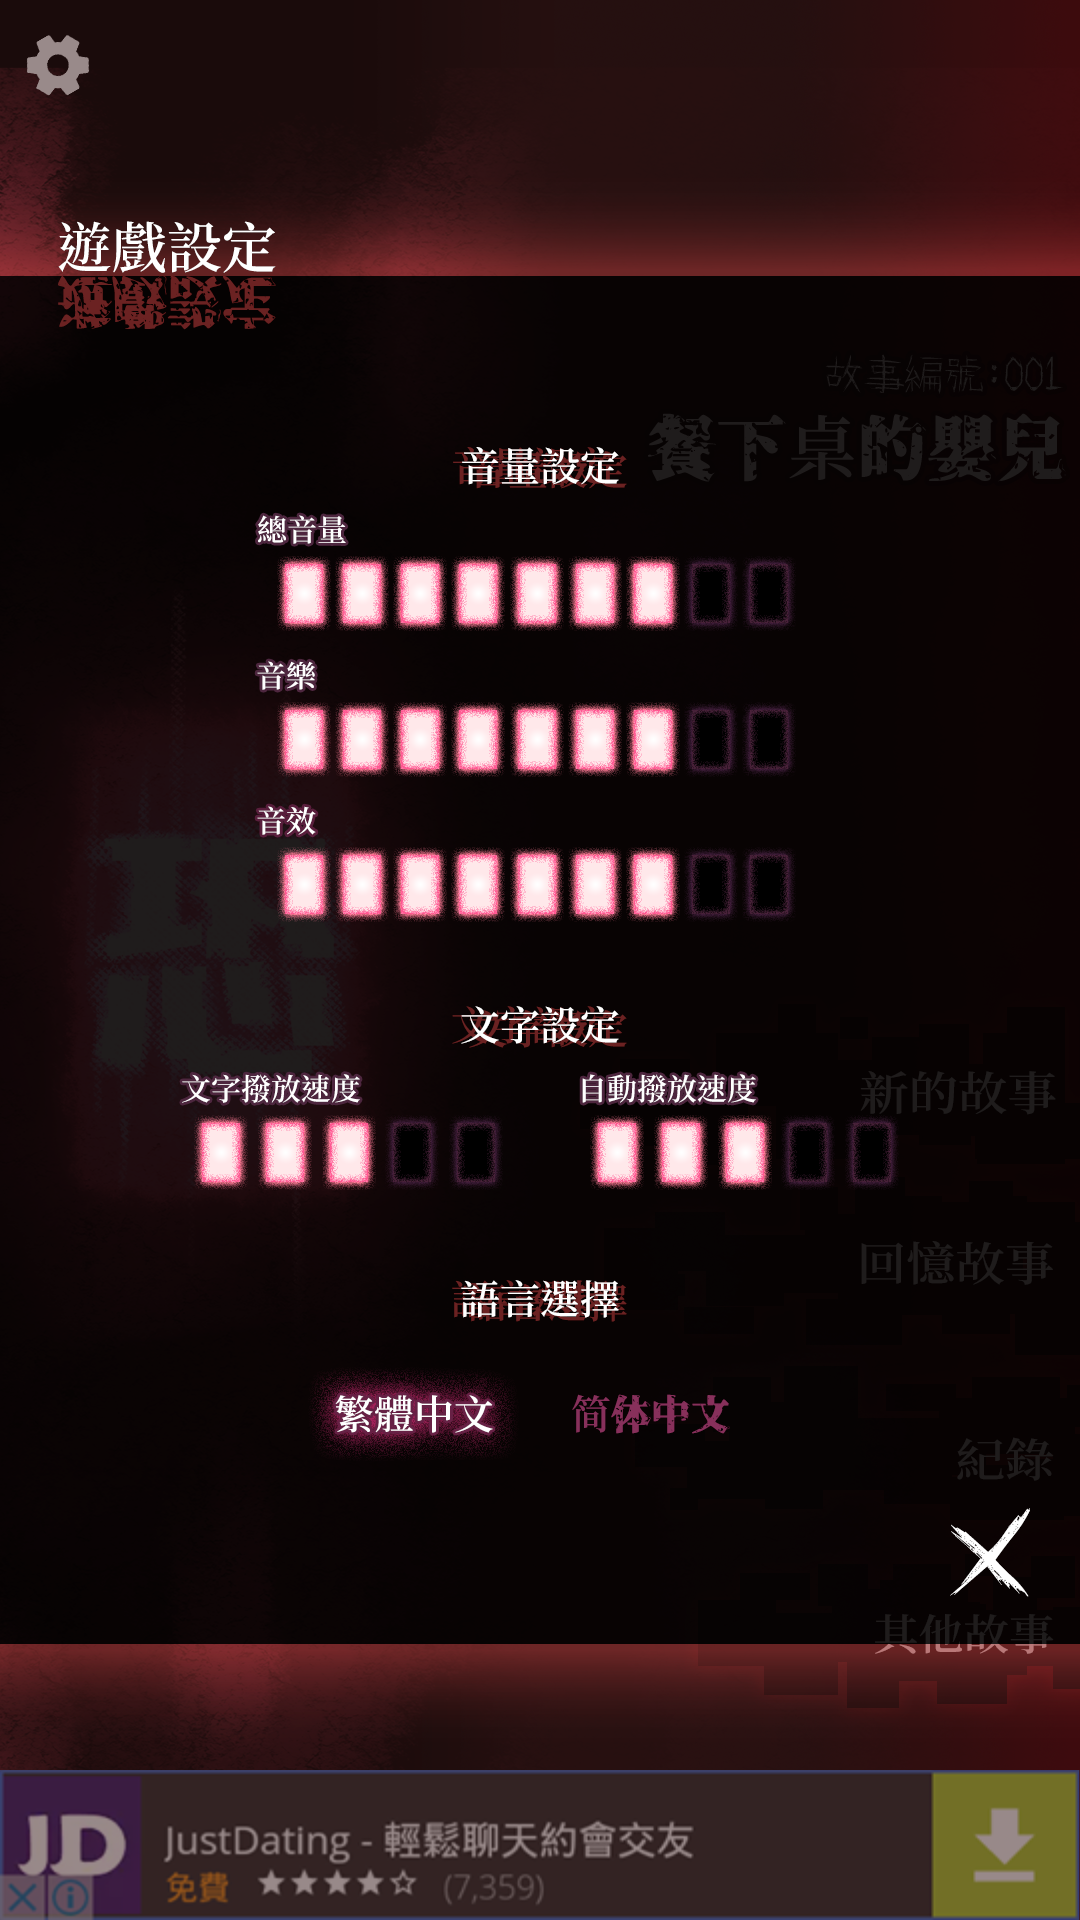 遊戲設定
故事編號:001
餐下桌的嬰兒
音量設定
總音量
音樂
音效
恐
文字設定
文字撥放速度
自動撥放速度
新的故事
回憶故事
語言選擇
繁體中文
简体中文
紀錄
其他故事
JD
JustDating - 輕鬆聊天約會交友
免費 (7,359)